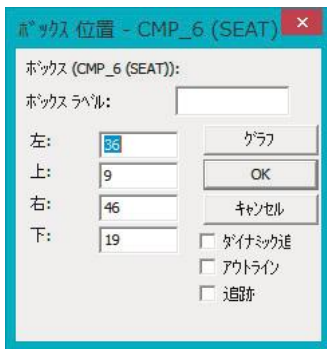 ボックス 位置 - CMP_6 (SEAT)
ボックス (CMP_6 (SEAT)):
ボックス ラベル:
左: 36
グラフ
上: 9
OK
右: 46
キャンセル
下: 19
ダイナミック追
アウトライン
追跡